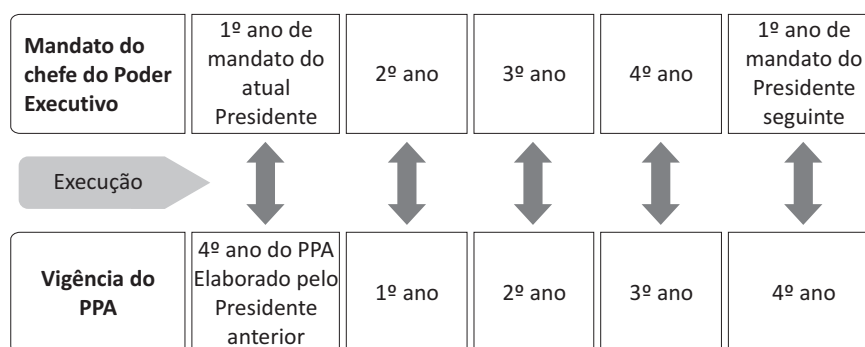 Mandato do
chefe do Poder
Executivo
1º ano de
mandato do
atual
Presidente
2º ano
3º ano
4º ano
1º ano de
mandato do
Presidente
seguinte
Execução
Vigência do
PPA
4º ano do PPA
Elaborado pelo
Presidente
anterior
1º ano
2º ano
3º ano
4º ano